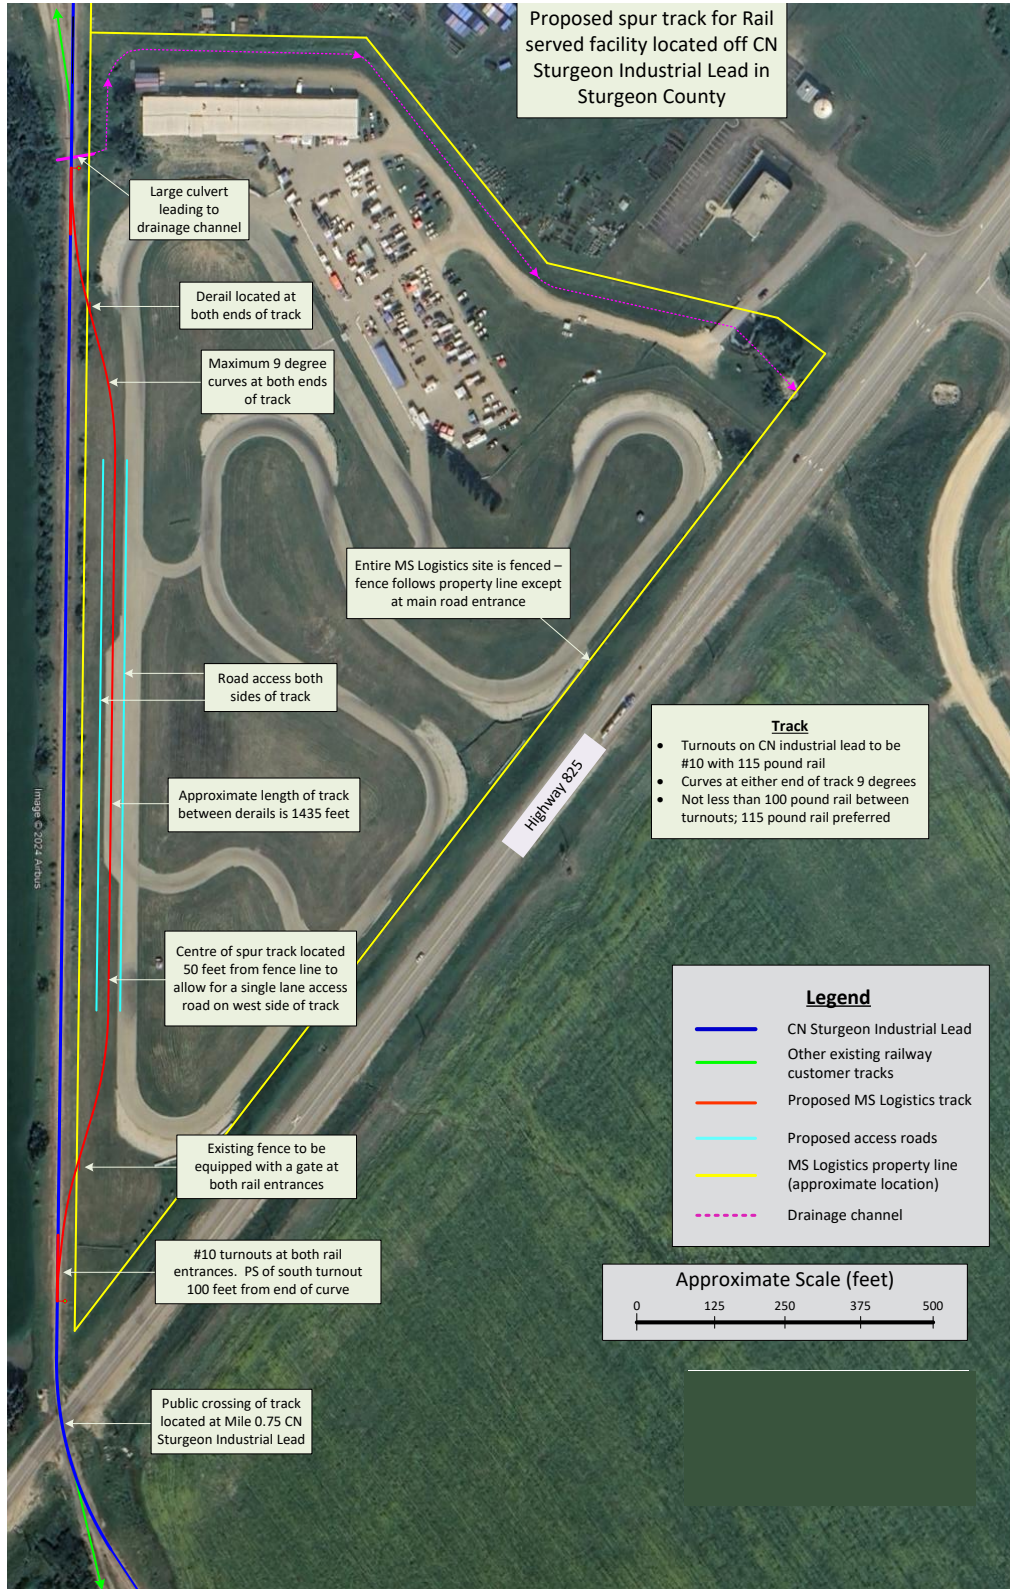 Proposed spur track for Rail
served facility located off CN
Sturgeon Industrial Lead in
Sturgeon County
Large culvert
leading to
drainage channel
Derail located at
both ends of track
Maximum 9 degree
curves at both ends
of track
Entire MS Logistics site is fenced –
fence follows property line except
at main road entrance
Road access both
sides of track
Track
• Turnouts on CN industrial lead to be
#10 with 115 pound rail
• Curves at either end of track 9 degrees
• Not less than 100 pound rail between
turnouts; 115 pound rail preferred
Highway 825
Approximate length of track
between derails is 1435 feet
Image © 2024 Airbus
Centre of spur track located
50 feet from fence line to
allow for a single lane access
road on west side of track
Legend
CN Sturgeon Industrial Lead
Other existing railway
customer tracks
Proposed MS Logistics track
Proposed access roads
MS Logistics property line
(approximate location)
Drainage channel
Existing fence to be
equipped with a gate at
both rail entrances
#10 turnouts at both rail
entrances. PS of south turnout
100 feet from end of curve
Approximate Scale (feet)
0 125 250 375 500
Public crossing of track
located at Mile 0.75 CN
Sturgeon Industrial Lead